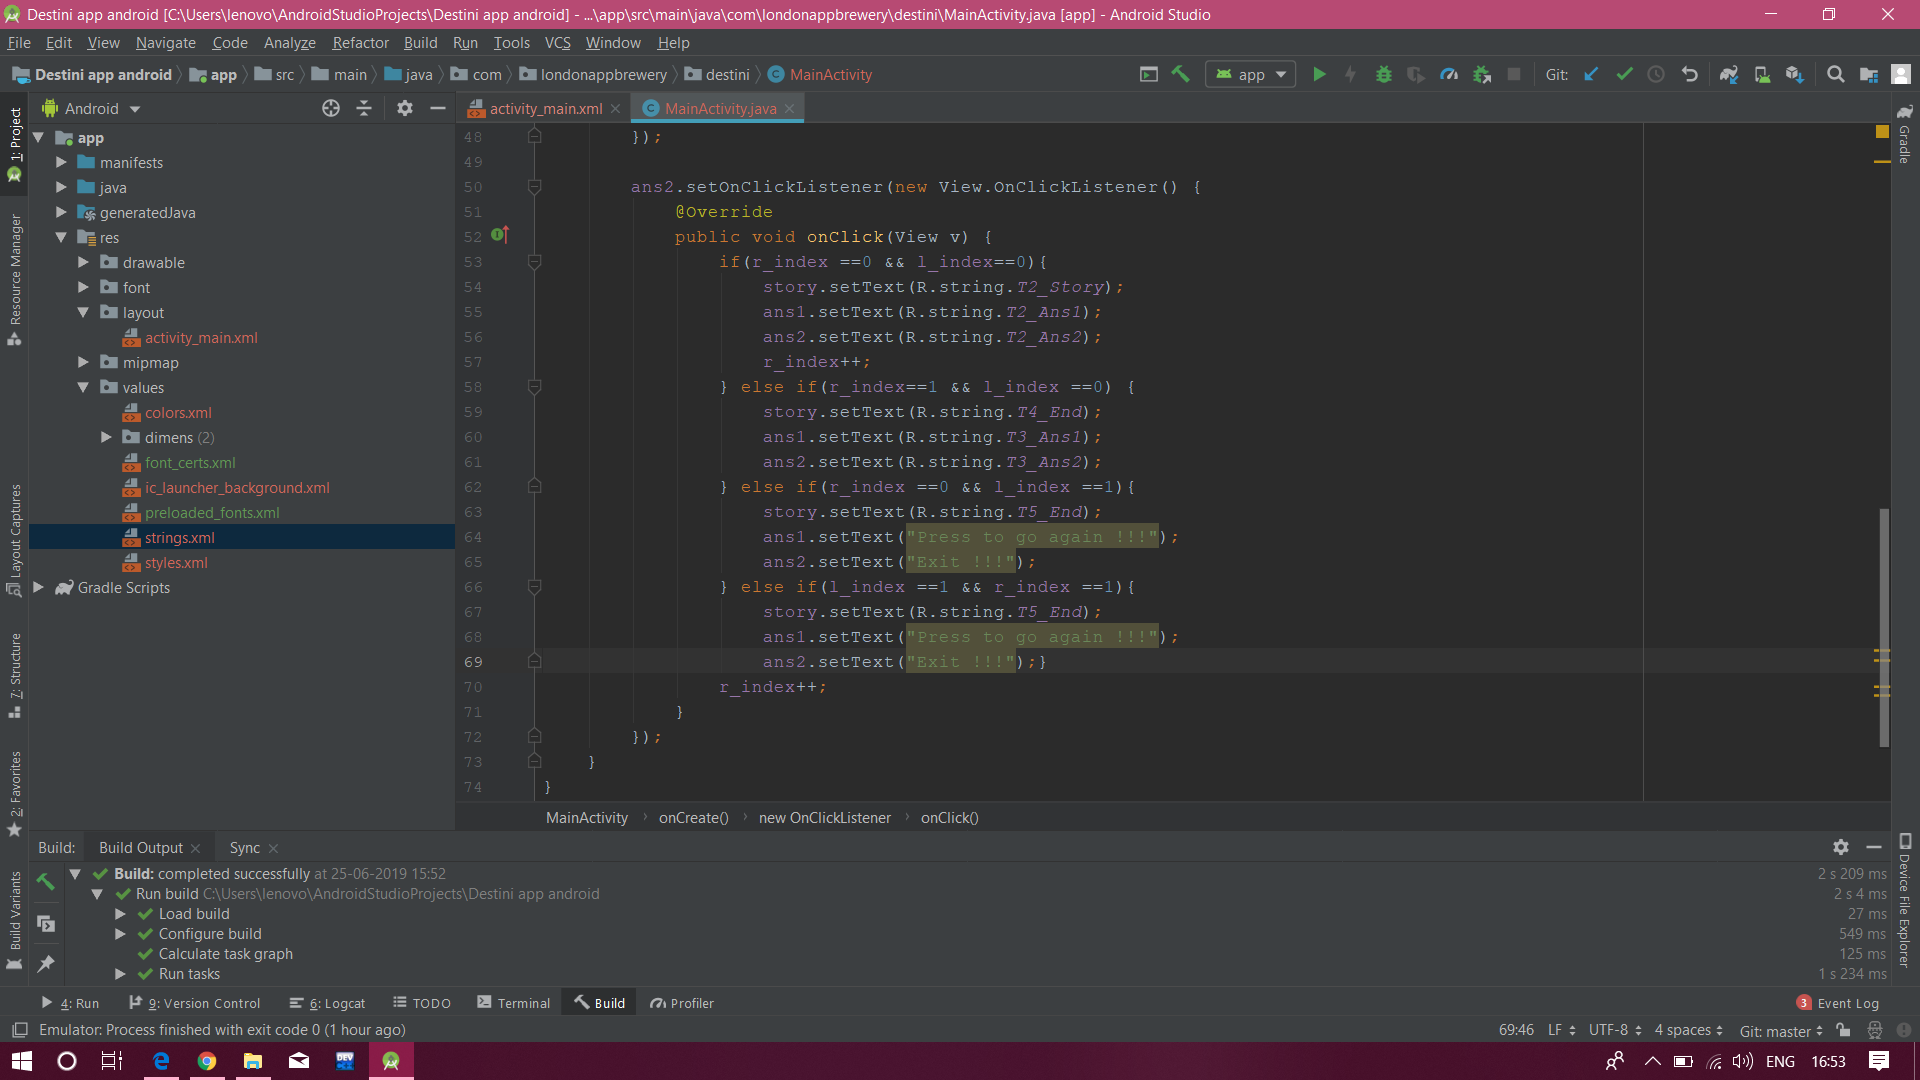 Destini app android [C:\Users\lenovo\AndroidStudioProjects\Destini app android] - ...\app\src\main\java\com\londonappbrewery\destini\MainActivity.java [app] - Android Studio
File Edit View Navigate Code Analyze Refactor Build Run Tools VCS Window Help
Destini app android app src main java com londonappbrewery destini MainActivity app Git:
Android activity_main.xml MainActivity.java
1: Project
Resource Manager
Layout Captures
7: Structure
2: Favorites
Build Variants
app
manifests
java
generatedJava
res
drawable
font
layout
activity_main.xml
mipmap
values
colors.xml
dimens (2)
font_certs.xml
ic_launcher_background.xml
preloaded_fonts.xml
strings.xml
styles.xml
Gradle Scripts
48 });
49
50 ans2.setOnClickListener(new View.OnClickListener() {
51 @Override
52 public void onClick(View v) {
53 if(r_index ==0 && l_index==0){
54 story.setText(R.string.T2_Story);
55 ans1.setText(R.string.T2_Ans1);
56 ans2.setText(R.string.T2_Ans2);
57 r_index++;
58 } else if(r_index==1 && l_index ==0) {
59 story.setText(R.string.T4_End);
60 ans1.setText(R.string.T3_Ans1);
61 ans2.setText(R.string.T3_Ans2);
62 } else if(r_index ==0 && l_index ==1){
63 story.setText(R.string.T5_End);
64 ans1.setText("Press to go again !!!");
65 ans2.setText("Exit !!!");
66 } else if(l_index ==1 && r_index ==1){
67 story.setText(R.string.T5_End);
68 ans1.setText("Press to go again !!!");
69 ans2.setText("Exit !!!");}
70 r_index++;
71 }
72 });
73 }
74 }
MainActivity › onCreate() › new OnClickListener › onClick()
Gradle
Device File Explorer
Build: Build Output Sync
Build: completed successfully at 25-06-2019 15:52 2 s 209 ms
Run build C:\Users\lenovo\AndroidStudioProjects\Destini app android 2 s 4 ms
Load build 27 ms
Configure build 549 ms
Calculate task graph 125 ms
Run tasks 1 s 234 ms
4: Run 9: Version Control 6: Logcat TODO Terminal Build Profiler 3 Event Log
Emulator: Process finished with exit code 0 (1 hour ago) 69:46 LF UTF-8 4 spaces Git: master
DEV ENG 16:53